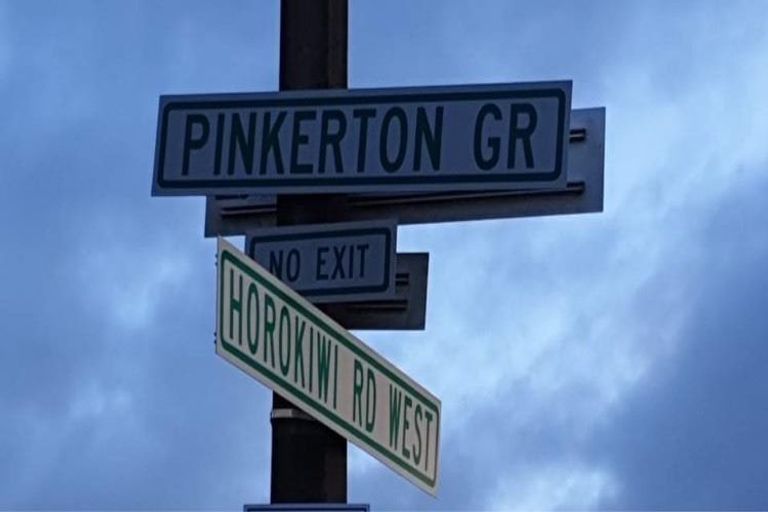 PINKERTON GR
NO EXIT
HOROKIWI RD WEST